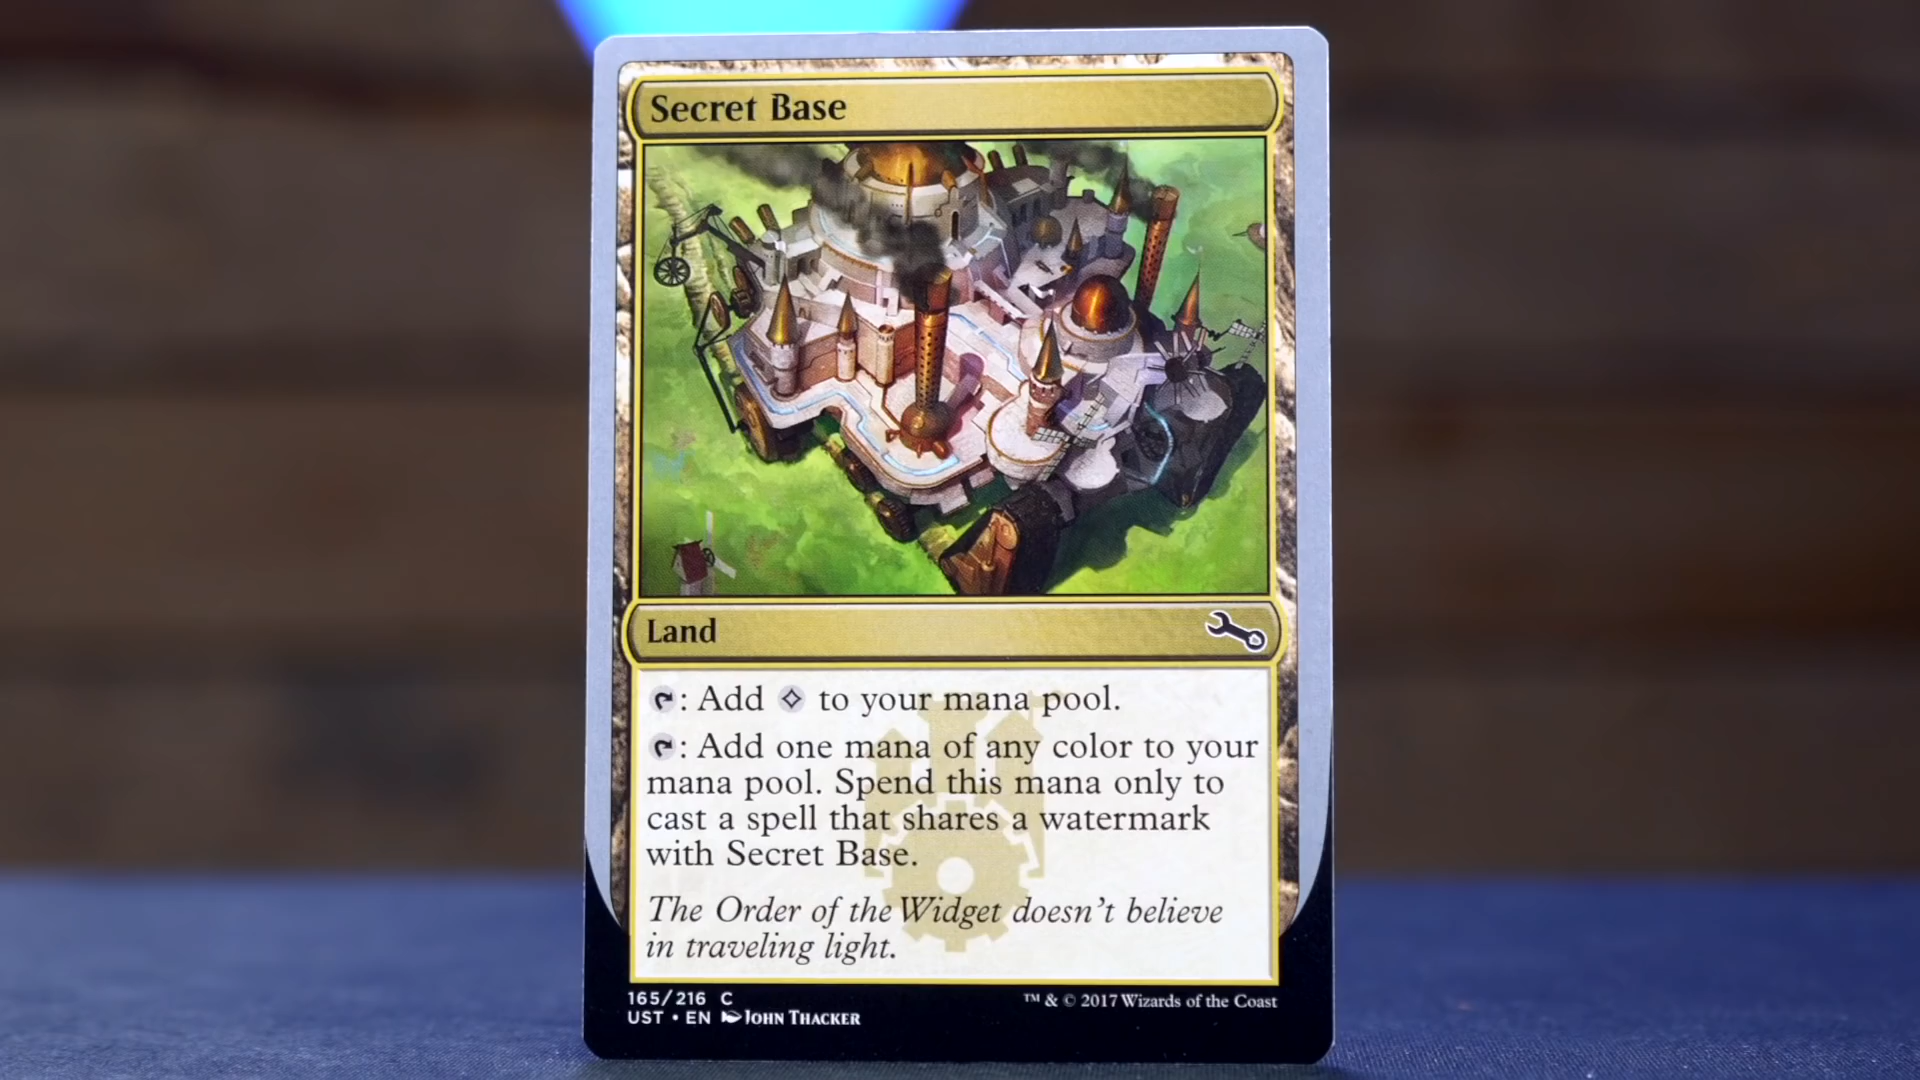 Secret Base
Land
: Add to your mana pool.
: Add one mana of any color to your
mana pool. Spend this mana only to
cast a spell that shares a watermark
with Secret Base.
The Order of the Widget doesn't believe
in traveling light.
165/216 C
UST • EN JOHN THACKER
™ & © 2017 Wizards of the Coast